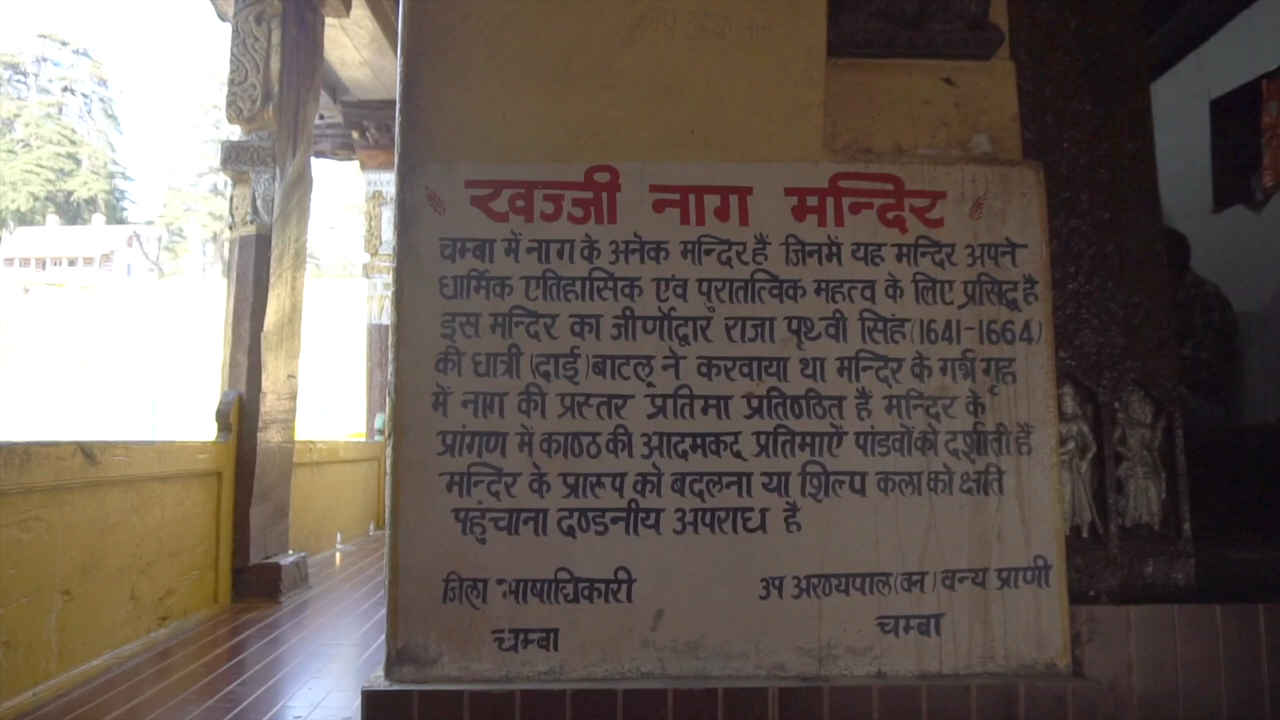 खज्जी नाग मन्दिर
चम्बा में नाग के अनेक मन्दिर हैं जिनमें यह मन्दिर अपने
धार्मिक एतिहासिक एवं पुरातत्विक महत्व के लिए प्रसिद्ध है
इस मन्दिर का जीर्णोद्वार राजा पृथ्वी सिंह (1641-1664)
की धात्री (दाई) बाटलू ने करवाया था मन्दिर के गर्भ गृह
में नाग की प्रस्तर प्रतिमा प्रतिष्ठित हैं मन्दिर के
प्रांगण में काष्ठ की आदमकद प्रतिमाऐं पांडवों को दर्शाती हैं
मन्दिर के प्रारूप को बदलना या शिल्प कला को क्षति
पहुंचाना दण्डनीय अपराध है
जिला भाषाधिकारी
चम्बा
उप अरण्यपाल (वन) वन्य प्राणी
चम्बा